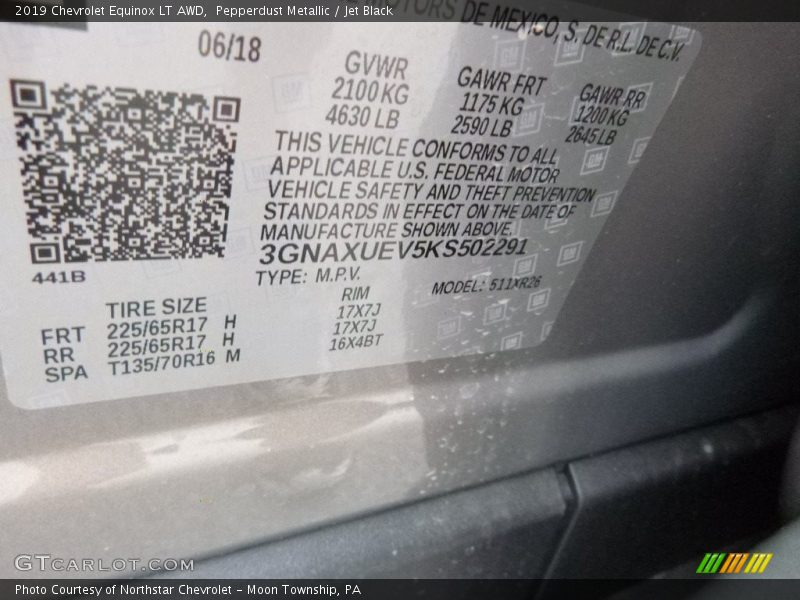 2019 Chevrolet Equinox LT AWD, Pepperdust Metallic / Jet Black
MOTORS DE MEXICO, S. DE R.L. DE C.V.
06/18
GVWR GAWR FRT GAWR RR
2100 KG 1175 KG 1200 KG
4630 LB 2590 LB 2645 LB
THIS VEHICLE CONFORMS TO ALL
APPLICABLE U.S. FEDERAL MOTOR
VEHICLE SAFETY AND THEFT PREVENTION
STANDARDS IN EFFECT ON THE DATE OF
MANUFACTURE SHOWN ABOVE.
3GNAXUEV5KS502291
441B
TYPE: M.P.V. MODEL: 511XR26
TIRE SIZE RIM
FRT 225/65R17 H 17X7J
RR 225/65R17 H 17X7J
SPA T135/70R16 M 16X4BT
GTCARLOT.COM
Photo Courtesy of Northstar Chevrolet - Moon Township, PA